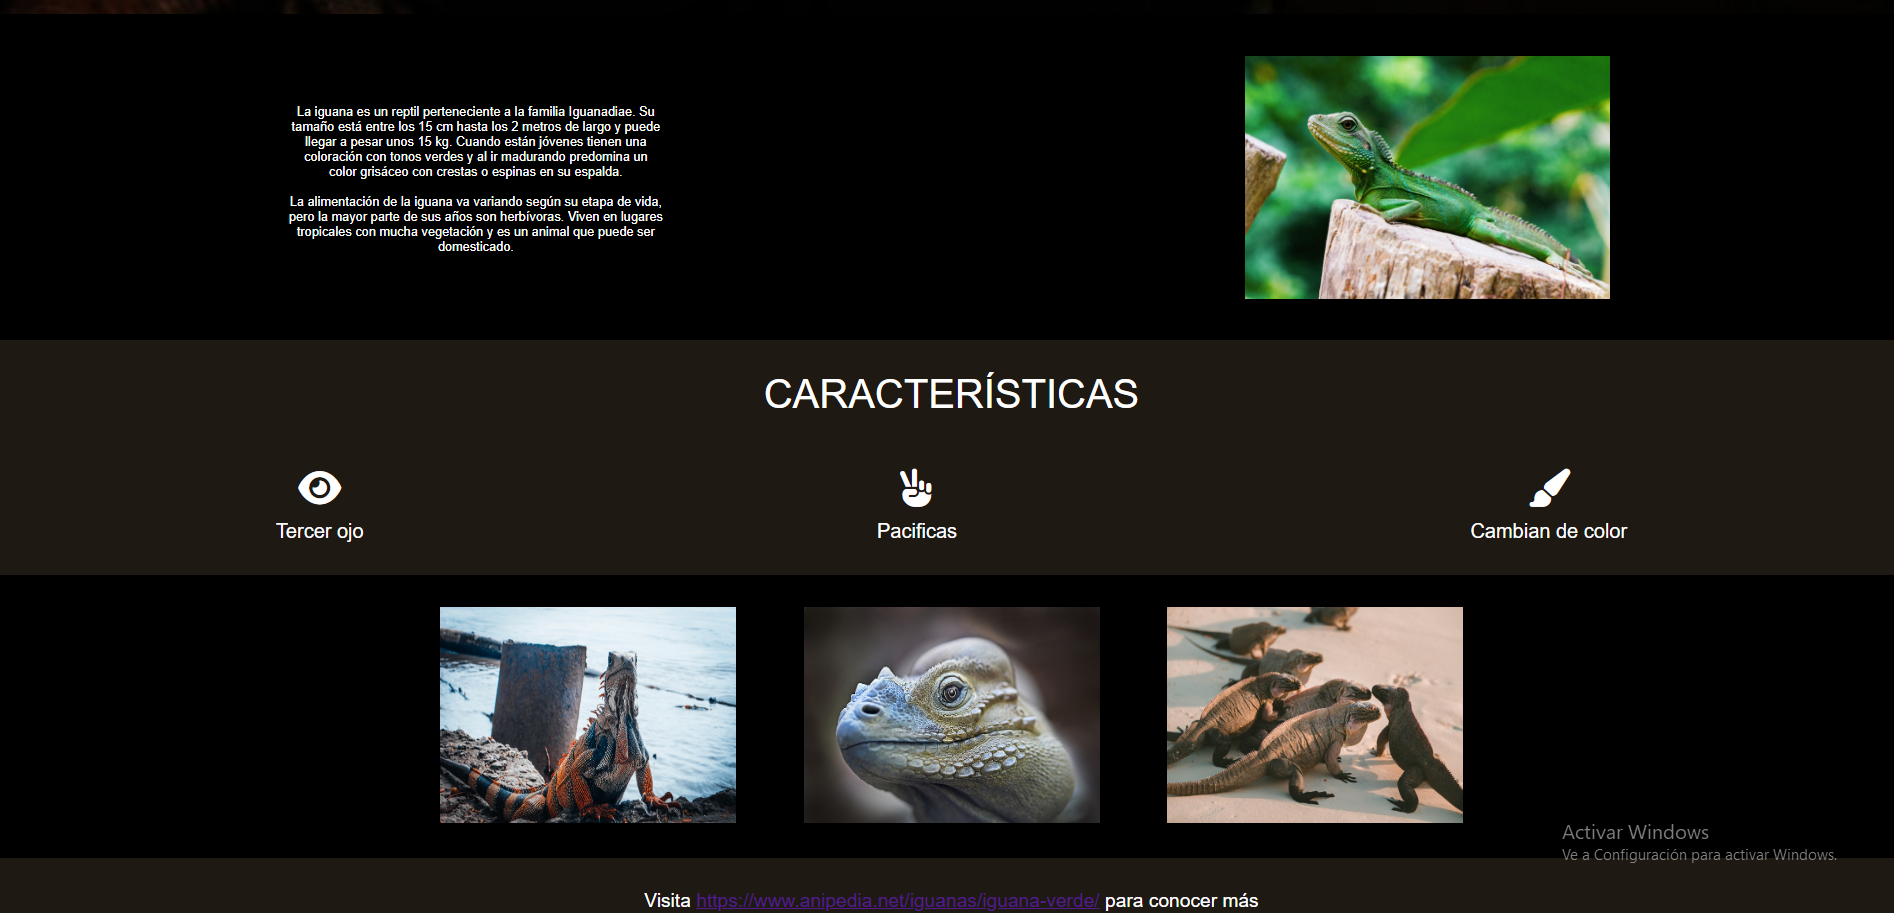 La iguana es un reptil perteneciente a la familia Iguanadiae. Su
tamaño está entre los 15 cm hasta los 2 metros de largo y puede
llegar a pesar unos 15 kg. Cuando están jóvenes tienen una
coloración con tonos verdes y al ir madurando predomina un
color grisáceo con crestas o espinas en su espalda.
La alimentación de la iguana va variando según su etapa de vida,
pero la mayor parte de sus años son herbívoras. Viven en lugares
tropicales con mucha vegetación y es un animal que puede ser
domesticado.
CARACTERÍSTICAS
Tercer ojo
Pacificas
Cambian de color
Activar Windows
Ve a Configuración para activar Windows.
Visita https://www.anipedia.net/iguanas/iguana-verde/ para conocer más